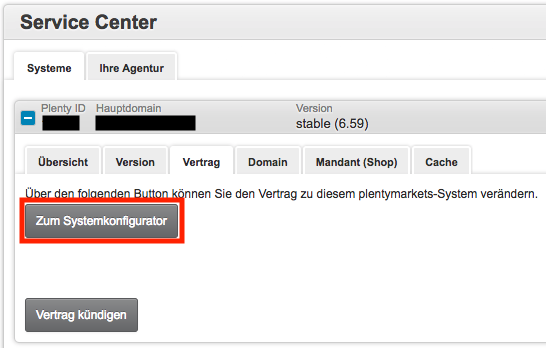 Service Center
Systeme Ihre Agentur
Plenty ID Hauptdomain Version
stable (6.59)
Übersicht Version Vertrag Domain Mandant (Shop) Cache
Über den folgenden Button können Sie den Vertrag zu diesem plentymarkets-System verändern.
Zum Systemkonfigurator
Vertrag kündigen